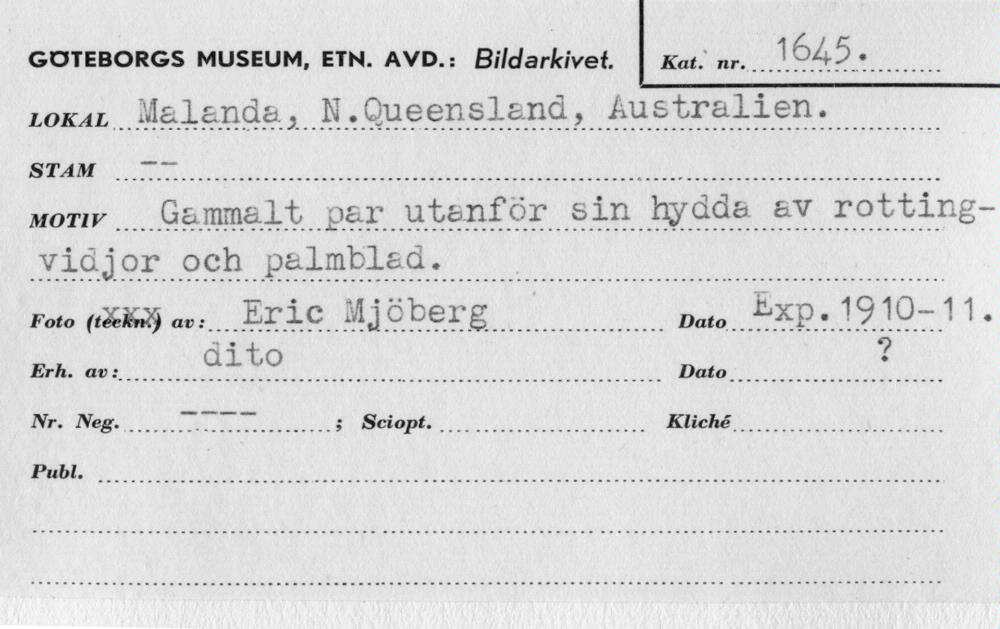 GÖTEBORGS MUSEUM, ETN. AVD.: Bildarkivet.
Kat. nr. 1645.
LOKAL Malanda, N.Queensland, Australien.
STAM --
MOTIV Gammalt par utanför sin hydda av rotting-
vidjor och palmblad.
Foto (teckn.) av: Eric Mjöberg Dato Exp.1910-11.
Erh. av: dito Dato ?
Nr. Neg. ---- ; Sciopt. Kliché
Publ.